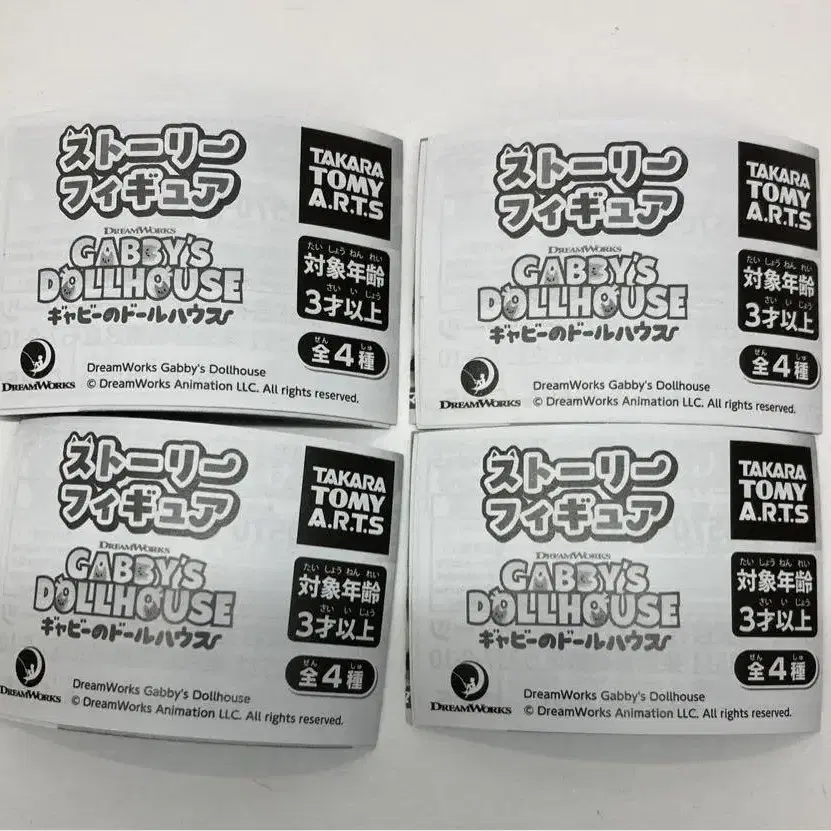 ストーリー
フィギュア
TAKARA
TOMY
A.R.T.S
DREAMWORKS
GABBY'S
DOLLHOUSE
ギャビーのドールハウス
たいしょうねんれい
対象年齢
さいいじょう
3才以上
ぜんしゅ
全4種
DREAMWORKS
DreamWorks Gabby's Dollhouse
© DreamWorks Animation LLC. All rights reserved.
ストーリー
フィギュア
TAKARA
TOMY
A.R.T.S
DREAMWORKS
GABBY'S
DOLLHOUSE
ギャビーのドールハウス
たいしょうねんれい
対象年齢
さいいじょう
3才以上
ぜんしゅ
全4種
DREAMWORKS
DreamWorks Gabby's Dollhouse
© DreamWorks Animation LLC. All rights reserved.
ストーリー
フィギュア
TAKARA
TOMY
A.R.T.S
DREAMWORKS
GABBY'S
DOLLHOUSE
ギャビーのドールハウス
たいしょうねんれい
対象年齢
さいいじょう
3才以上
ぜんしゅ
全4種
DREAMWORKS
DreamWorks Gabby's Dollhouse
© DreamWorks Animation LLC. All rights reserved.
ストーリー
フィギュア
TAKARA
TOMY
A.R.T.S
DREAMWORKS
GABBY'S
DOLLHOUSE
ギャビーのドールハウス
たいしょうねんれい
対象年齢
さいいじょう
3才以上
ぜんしゅ
全4種
DREAMWORKS
DreamWorks Gabby's Dollhouse
© DreamWorks Animation LLC. All rights reserved.